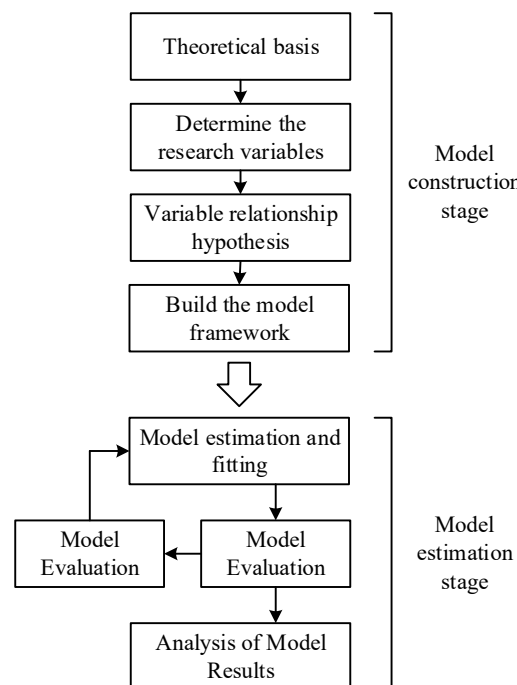 Theoretical basis
Determine the
research variables
Variable relationship
hypothesis
Build the model
framework
Model
construction
stage
Model estimation and
fitting
Model
Evaluation
Model
Evaluation
Analysis of Model
Results
Model
estimation
stage